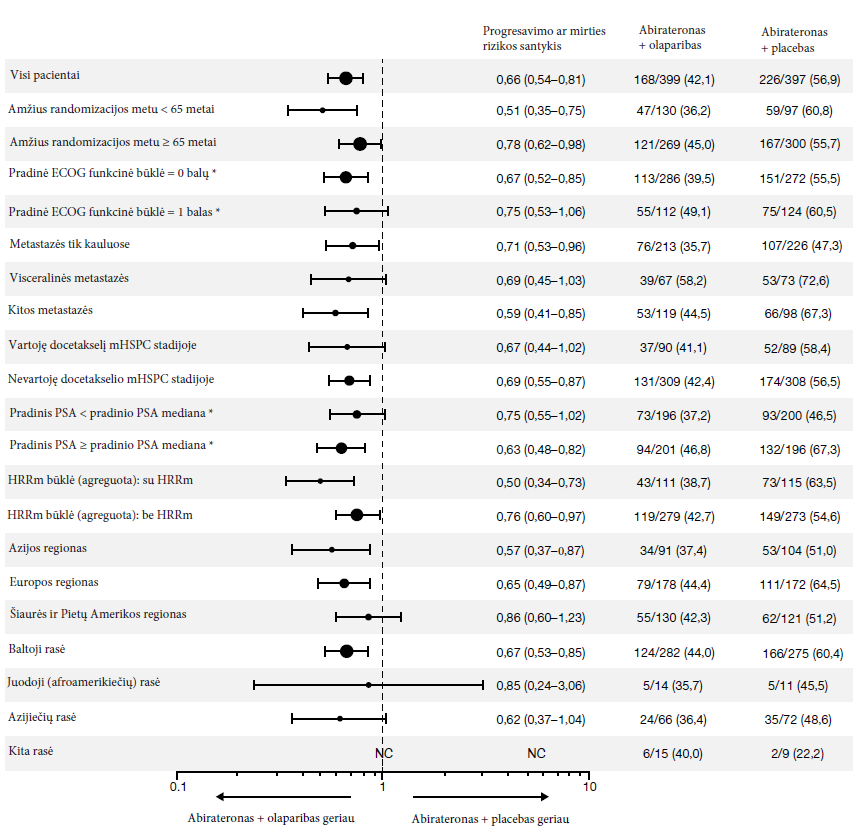 Progresavimo ar mirties rizikos santykis Abirateronas + olaparibas Abirateronas + placebas
Visi pacientai 0,66 (0,54–0,81) 168/399 (42,1) 226/397 (56,9)
Amžius randomizacijos metu < 65 metai 0,51 (0,35–0,75) 47/130 (36,2) 59/97 (60,8)
Amžius randomizacijos metu ≥ 65 metai 0,78 (0,62–0,98) 121/269 (45,0) 167/300 (55,7)
Pradinė ECOG funkcinė būklė = 0 balų * 0,67 (0,52–0,85) 113/286 (39,5) 151/272 (55,5)
Pradinė ECOG funkcinė būklė = 1 balas * 0,75 (0,53–1,06) 55/112 (49,1) 75/124 (60,5)
Metastazės tik kauluose 0,71 (0,53–0,96) 76/213 (35,7) 107/226 (47,3)
Visceralinės metastazės 0,69 (0,45–1,03) 39/67 (58,2) 53/73 (72,6)
Kitos metastazės 0,59 (0,41–0,85) 53/119 (44,5) 66/98 (67,3)
Vartoję docetakselį mHSPC stadijoje 0,67 (0,44–1,02) 37/90 (41,1) 52/89 (58,4)
Nevartoję docetakselio mHSPC stadijoje 0,69 (0,55–0,87) 131/309 (42,4) 174/308 (56,5)
Pradinis PSA < pradinio PSA mediana * 0,75 (0,55–1,02) 73/196 (37,2) 93/200 (46,5)
Pradinis PSA ≥ pradinio PSA mediana * 0,63 (0,48–0,82) 94/201 (46,8) 132/196 (67,3)
HRRm būklė (agreguota): su HRRm 0,50 (0,34–0,73) 43/111 (38,7) 73/115 (63,5)
HRRm būklė (agreguota): be HRRm 0,76 (0,60–0,97) 119/279 (42,7) 149/273 (54,6)
Azijos regionas 0,57 (0,37–0,87) 34/91 (37,4) 53/104 (51,0)
Europos regionas 0,65 (0,49–0,87) 79/178 (44,4) 111/172 (64,5)
Šiaurės ir Pietų Amerikos regionas 0,86 (0,60–1,23) 55/130 (42,3) 62/121 (51,2)
Baltoji rasė 0,67 (0,53–0,85) 124/282 (44,0) 166/275 (60,4)
Juodoji (afroamerikiečių) rasė 0,85 (0,24–3,06) 5/14 (35,7) 5/11 (45,5)
Azijiečių rasė 0,62 (0,37–1,04) 24/66 (36,4) 35/72 (48,6)
Kita rasė NC NC 6/15 (40,0) 2/9 (22,2)
0.1 1 10
Abirateronas + olaparibas geriau Abirateronas + placebas geriau